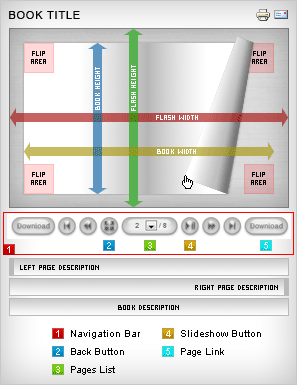 BOOK TITLE
FLIP AREA
FLIP AREA
BOOK HEIGHT
FLASH HEIGHT
FLASH WIDTH
BOOK WIDTH
FLIP AREA
FLIP AREA
Download
2 / 8
Download
1
2
3
4
5
LEFT PAGE DESCRIPTION
RIGHT PAGE DESCRIPTION
BOOK DESCRIPTION
1 Navigation Bar
4 Slideshow Button
2 Back Button
5 Page Link
3 Pages List